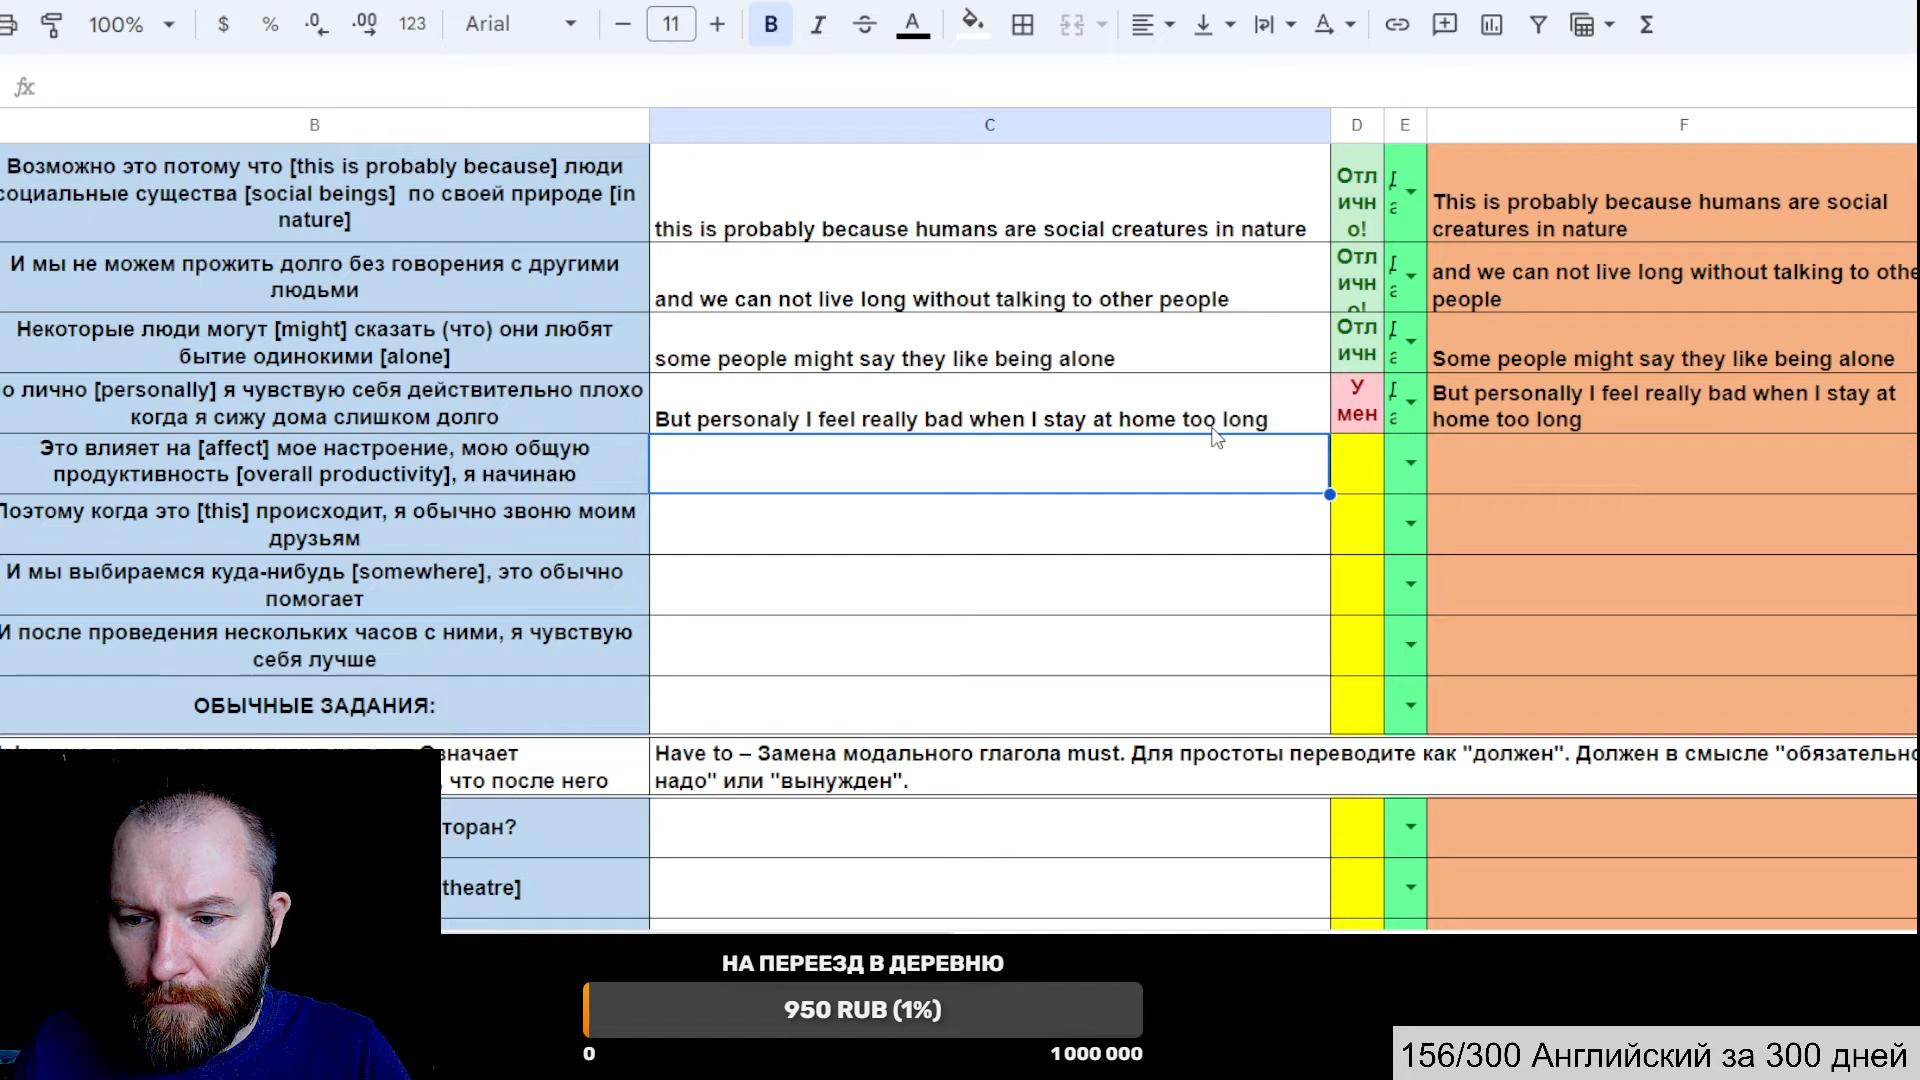 100%
$ % .0 .00 123 Arial 11 B I A Σ
fx
B C D E F
Возможно это потому что [this is probably because] люди
социальные существа [social beings] по своей природе [in
nature]
this is probably because humans are social creatures in nature
Отл
ичн
о!
Д
а
This is probably because humans are social
creatures in nature
И мы не можем прожить долго без говорения с другими
людьми
and we can not live long without talking to other people
Отл
ичн
о!
Д
а
and we can not live long without talking to othe
people
Некоторые люди могут [might] сказать (что) они любят
бытие одинокими [alone]
some people might say they like being alone
Отл
ичн
Д
а
Some people might say they like being alone
о лично [personally] я чувствую себя действительно плохо
когда я сижу дома слишком долго
But personaly I feel really bad when I stay at home too long
У
мен
Д
а
But personally I feel really bad when I stay at
home too long
Это влияет на [affect] мое настроение, мою общую
продуктивность [overall productivity], я начинаю
Поэтому когда это [this] происходит, я обычно звоню моим
друзьям
И мы выбираемся куда-нибудь [somewhere], это обычно
помогает
И после проведения нескольких часов с ними, я чувствую
себя лучше
ОБЫЧНЫЕ ЗАДАНИЯ:
значает
, что после него
Have to – Замена модального глагола must. Для простоты переводите как "должен". Должен в смысле "обязательно
надо" или "вынужден".
торан?
theatre]
НА ПЕРЕЕЗД В ДЕРЕВНЮ
950 RUB (1%)
0 1 000 000
156/300 Английский за 300 дней